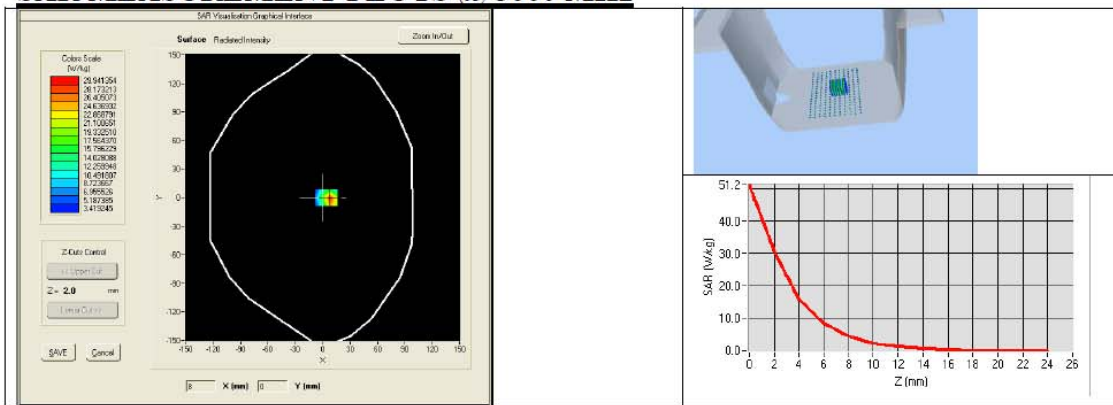 SAR Visualisation Graphical Interface
Surface Radiated Intensity
Zoom In/Out
Colors Scale
(W/kg)
29.941354
28.173213
26.405073
24.636932
22.868791
21.100651
19.332510
17.564370
15.796229
14.028088
12.259948
10.491807
8.723667
6.955526
5.187385
3.419245
Z-Cuts Control
Z = 2.0 mm
SAVE Cancel
150
120
90
60
30
0
-30
-60
-90
-120
-150
Y
-150 -120 -90 -60 -30 0 30 60 90 120 150
X
8 X (mm) 0 Y (mm)
51.2
40.0
30.0
20.0
10.0
0.0
SAR (W/kg)
0 2 4 6 8 10 12 14 16 18 20 22 24 26
Z (mm)